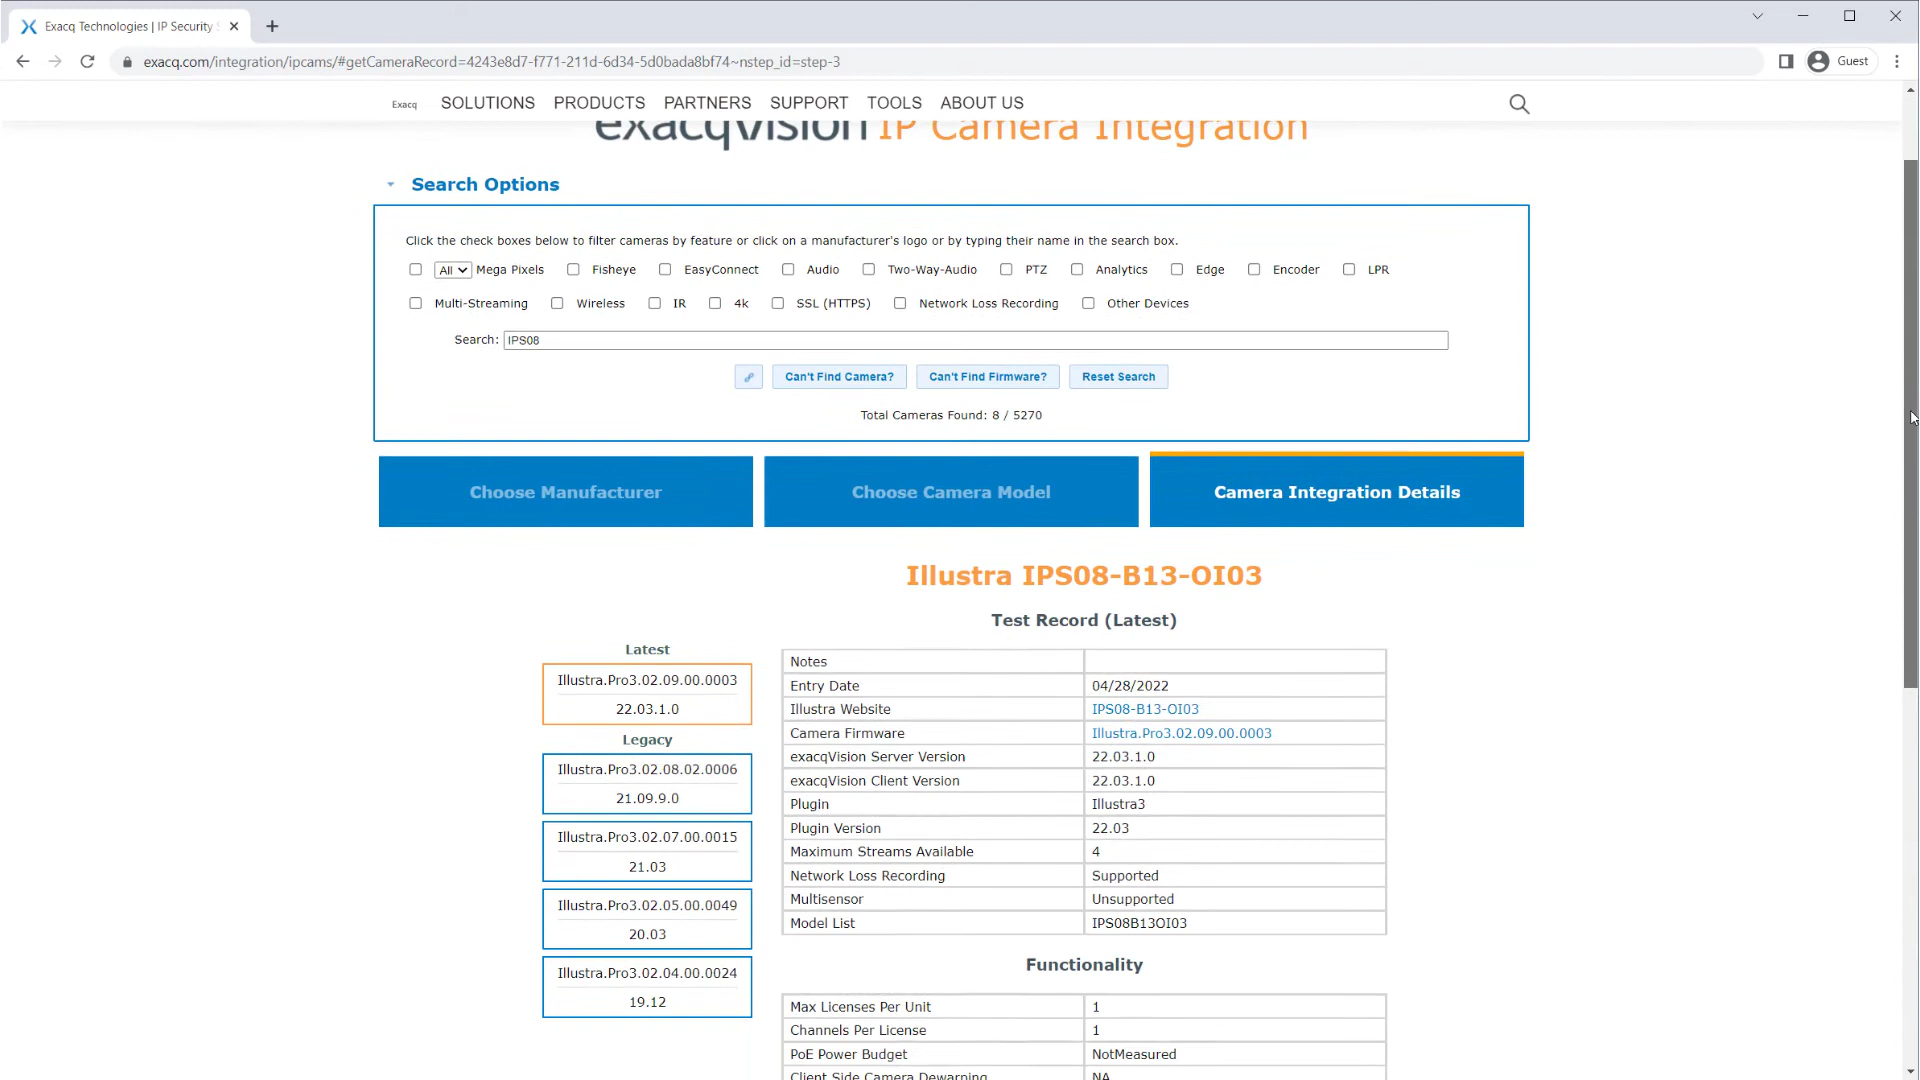 Exacq Technologies | IP Security S
exacq.com/integration/ipcams/#getCameraRecord=4243e8d7-f771-211d-6d34-5d0bada8bf74~nstep_id=step-3
Guest
Exacq SOLUTIONS PRODUCTS PARTNERS SUPPORT TOOLS ABOUT US
exacqVision IP Camera Integration
Search Options
Click the check boxes below to filter cameras by feature or click on a manufacturer's logo or by typing their name in the search box.
All Mega Pixels Fisheye EasyConnect Audio Two-Way-Audio PTZ Analytics Edge Encoder LPR
Multi-Streaming Wireless IR 4k SSL (HTTPS) Network Loss Recording Other Devices
Search: IPS08
Can't Find Camera? Can't Find Firmware? Reset Search
Total Cameras Found: 8 / 5270
Choose Manufacturer Choose Camera Model Camera Integration Details
Illustra IPS08-B13-OI03
Test Record (Latest)
Latest
Illustra.Pro3.02.09.00.0003
22.03.1.0
Legacy
Illustra.Pro3.02.08.02.0006
21.09.9.0
Illustra.Pro3.02.07.00.0015
21.03
Illustra.Pro3.02.05.00.0049
20.03
Illustra.Pro3.02.04.00.0024
19.12
Notes
Entry Date 04/28/2022
Illustra Website IPS08-B13-OI03
Camera Firmware Illustra.Pro3.02.09.00.0003
exacqVision Server Version 22.03.1.0
exacqVision Client Version 22.03.1.0
Plugin Illustra3
Plugin Version 22.03
Maximum Streams Available 4
Network Loss Recording Supported
Multisensor Unsupported
Model List IPS08B13OI03
Functionality
Max Licenses Per Unit 1
Channels Per License 1
PoE Power Budget NotMeasured
Client Side Camera Dewarping NA